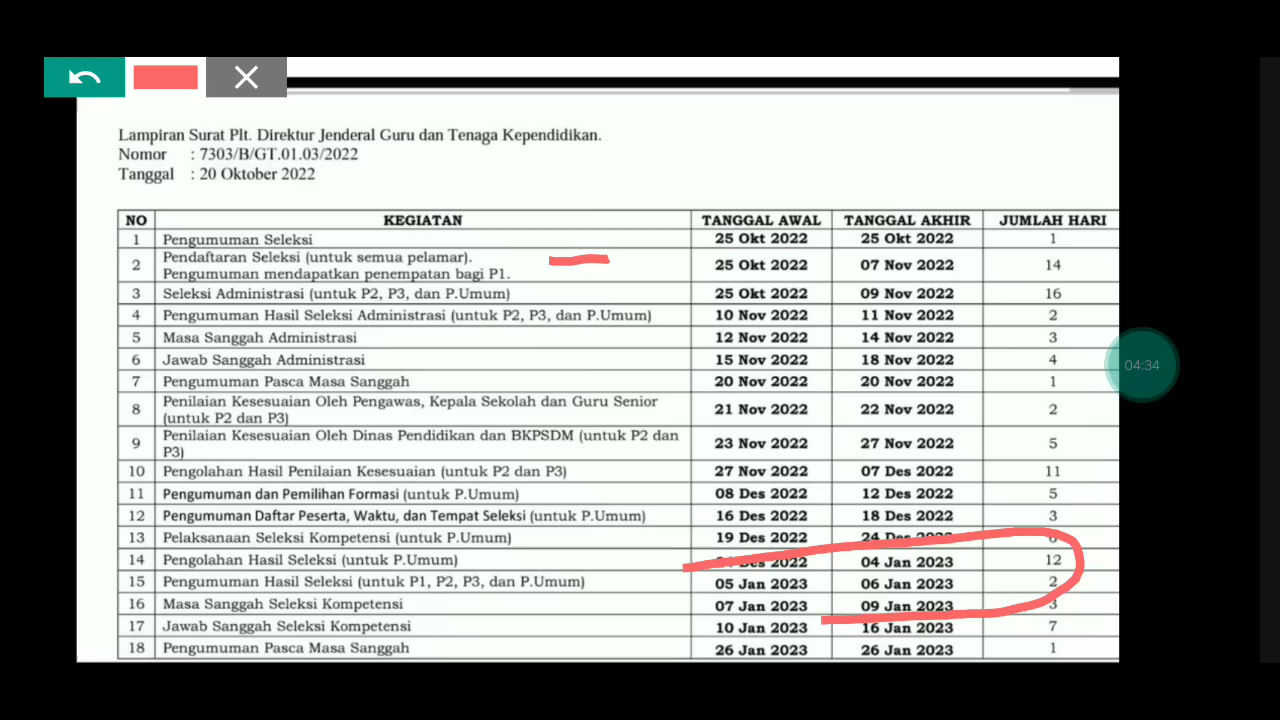 Lampiran Surat Plt. Direktur Jenderal Guru dan Tenaga Kependidikan.
Nomor : 7303/B/GT.01.03/2022
Tanggal : 20 Oktober 2022
NO KEGIATAN TANGGAL AWAL TANGGAL AKHIR JUMLAH HARI
1 Pengumuman Seleksi 25 Okt 2022 25 Okt 2022 1
2 Pendaftaran Seleksi (untuk semua pelamar).
Pengumuman mendapatkan penempatan bagi P1. 25 Okt 2022 07 Nov 2022 14
3 Seleksi Administrasi (untuk P2, P3, dan P.Umum) 25 Okt 2022 09 Nov 2022 16
4 Pengumuman Hasil Seleksi Administrasi (untuk P2, P3, dan P.Umum) 10 Nov 2022 11 Nov 2022 2
5 Masa Sanggah Administrasi 12 Nov 2022 14 Nov 2022 3
6 Jawab Sanggah Administrasi 15 Nov 2022 18 Nov 2022 4
7 Pengumuman Pasca Masa Sanggah 20 Nov 2022 20 Nov 2022 1
8 Penilaian Kesesuaian Oleh Pengawas, Kepala Sekolah dan Guru Senior
(untuk P2 dan P3) 21 Nov 2022 22 Nov 2022 2
9 Penilaian Kesesuaian Oleh Dinas Pendidikan dan BKPSDM (untuk P2 dan
P3) 23 Nov 2022 27 Nov 2022 5
10 Pengolahan Hasil Penilaian Kesesuaian (untuk P2 dan P3) 27 Nov 2022 07 Des 2022 11
11 Pengumuman dan Pemilihan Formasi (untuk P.Umum) 08 Des 2022 12 Des 2022 5
12 Pengumuman Daftar Peserta, Waktu, dan Tempat Seleksi (untuk P.Umum) 16 Des 2022 18 Des 2022 3
13 Pelaksanaan Seleksi Kompetensi (untuk P.Umum) 19 Des 2022 24 Des 2022
14 Pengolahan Hasil Seleksi (untuk P.Umum) Des 2022 04 Jan 2023 12
15 Pengumuman Hasil Seleksi (untuk P1, P2, P3, dan P.Umum) 05 Jan 2023 06 Jan 2023 2
16 Masa Sanggah Seleksi Kompetensi 07 Jan 2023 09 Jan 2023 3
17 Jawab Sanggah Seleksi Kompetensi 10 Jan 2023 16 Jan 2023 7
18 Pengumuman Pasca Masa Sanggah 26 Jan 2023 26 Jan 2023 1
04:34